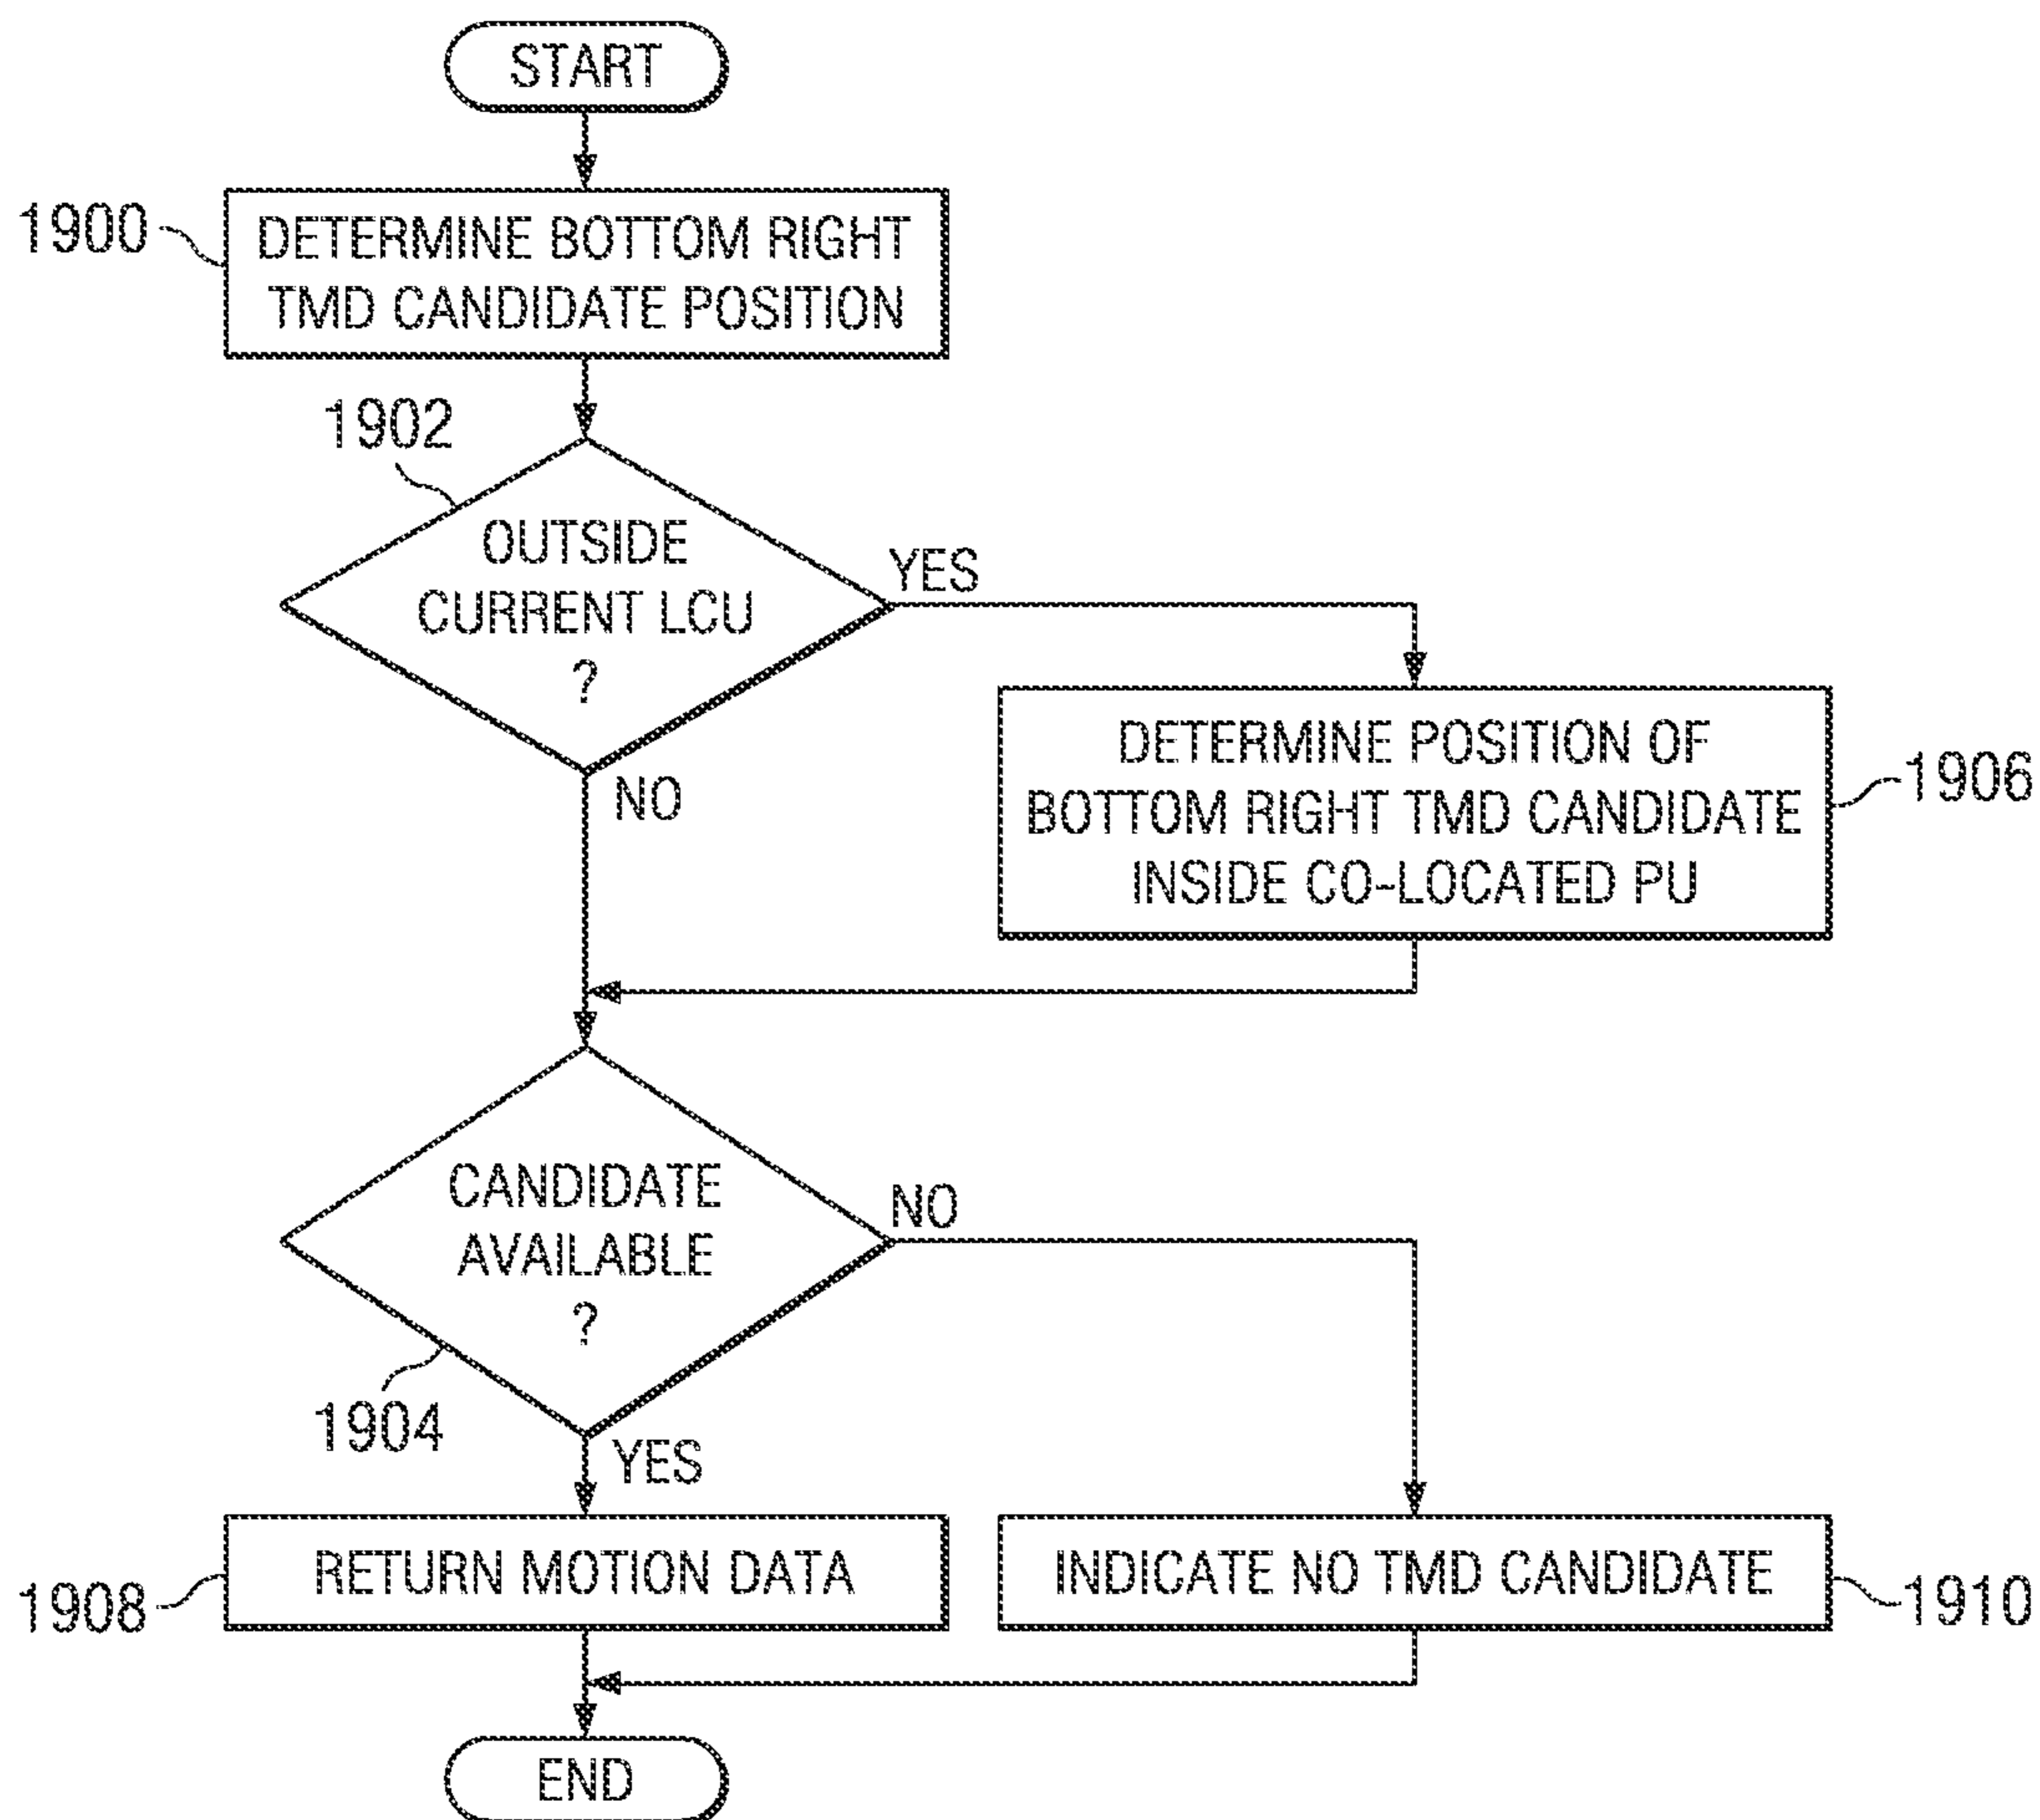 START
1900
DETERMINE BOTTOM RIGHT
TMD CANDIDATE POSITION
1902
OUTSIDE
CURRENT LCU
?
YES
NO
DETERMINE POSITION OF
BOTTOM RIGHT TMD CANDIDATE
INSIDE CO-LOCATED PU
1906
CANDIDATE
AVAILABLE
?
NO
1904
YES
RETURN MOTION DATA
1908
INDICATE NO TMD CANDIDATE
1910
END